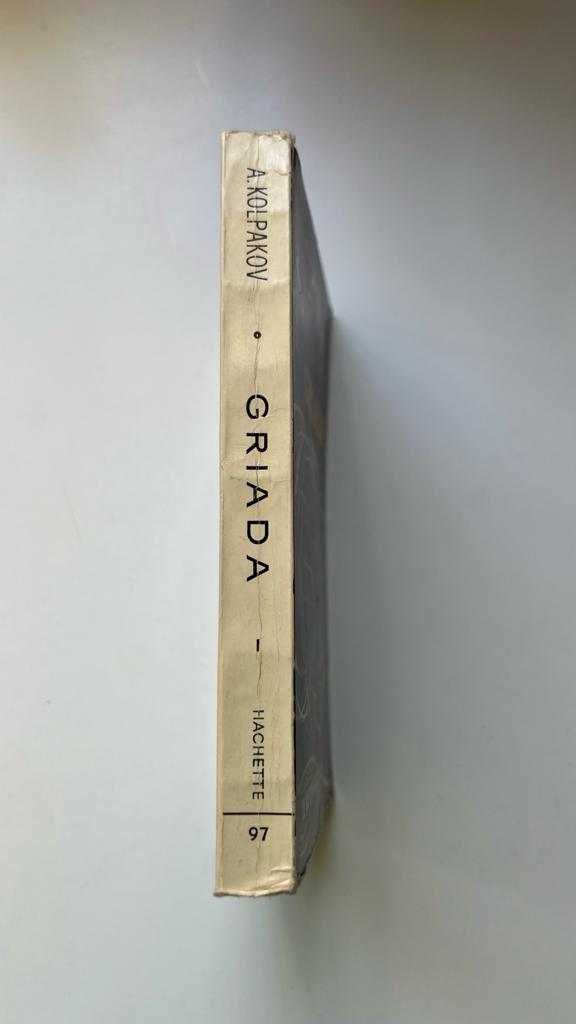 A. KOLPAKOV
GRIADA
-
HACHETTE
97